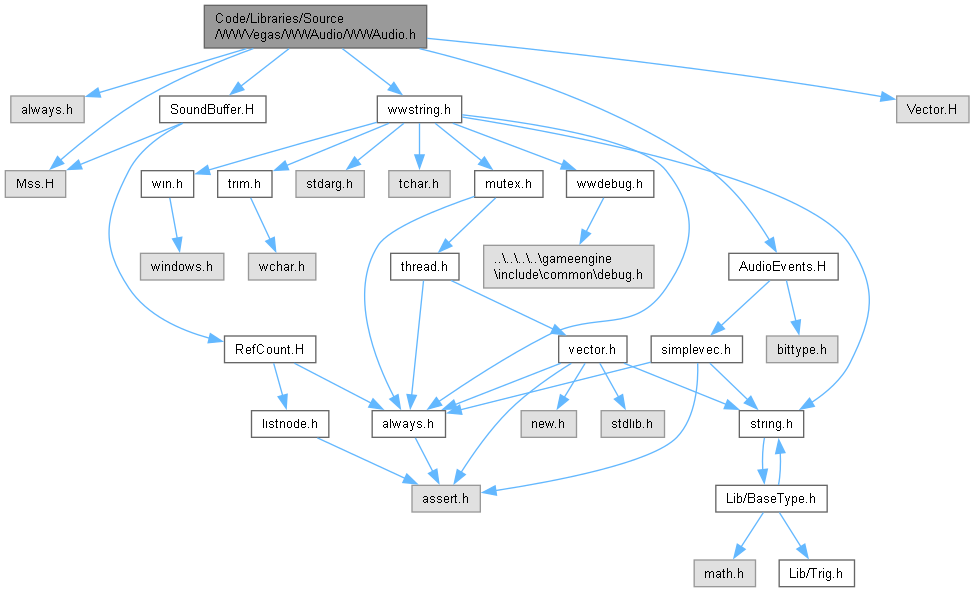 Code/Libraries/Source
/WWVegas/WWAudio/WWAudio.h
always.h
SoundBuffer.H
wwstring.h
Vector.H
Mss.H
win.h
trim.h
stdarg.h
tchar.h
mutex.h
wwdebug.h
windows.h
wchar.h
thread.h
..\..\..\..\gameengine
\include\common\debug.h
AudioEvents.H
RefCount.H
vector.h
simplevec.h
bittype.h
listnode.h
always.h
new.h
stdlib.h
string.h
assert.h
Lib/BaseType.h
math.h
Lib/Trig.h